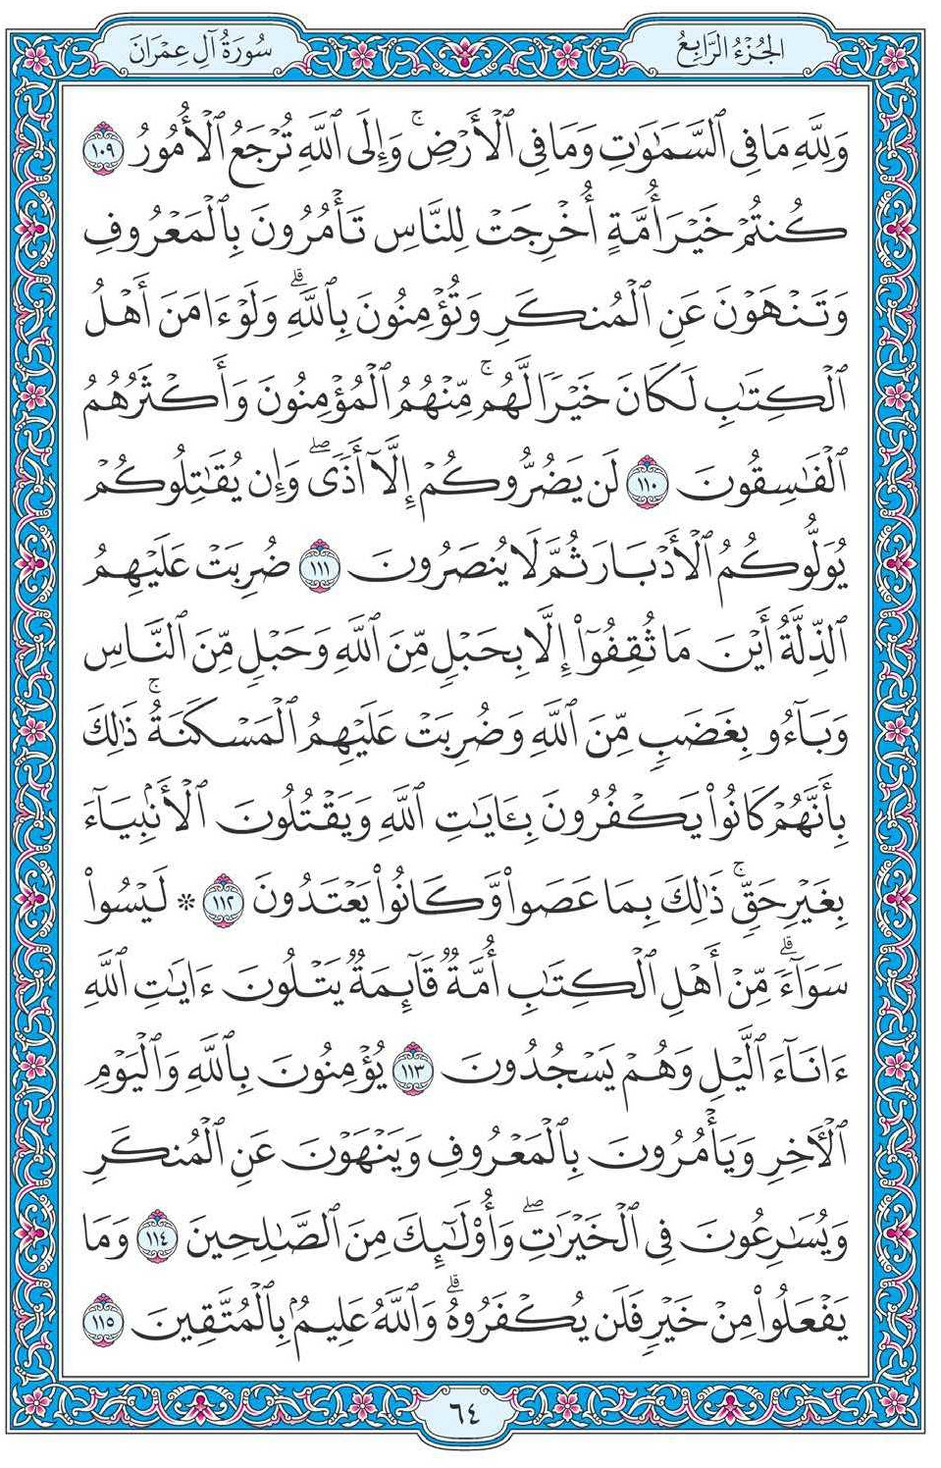 الجُزْءُ الرَّابِعُ
سُورَةُ آلِ عِمْرَانَ
وَلِلَّهِ مَا فِى ٱلسَّمَٰوَٰتِ وَمَا فِى ٱلْأَرْضِۚ وَإِلَى ٱللَّهِ تُرْجَعُ ٱلْأُمُورُ ١٠٩
كُنتُمْ خَيْرَ أُمَّةٍ أُخْرِجَتْ لِلنَّاسِ تَأْمُرُونَ بِٱلْمَعْرُوفِ
وَتَنْهَوْنَ عَنِ ٱلْمُنكَرِ وَتُؤْمِنُونَ بِٱللَّهِۗ وَلَوْ ءَامَنَ أَهْلُ
ٱلْكِتَٰبِ لَكَانَ خَيْرًا لَّهُمۚ مِّنْهُمُ ٱلْمُؤْمِنُونَ وَأَكْثَرُهُمُ
ٱلْفَٰسِقُونَ ١١٠ لَن يَضُرُّوكُمْ إِلَّآ أَذًىۖ وَإِن يُقَٰتِلُوكُمْ
يُوَلُّوكُمُ ٱلْأَدْبَارَ ثُمَّ لَا يُنصَرُونَ ١١١ ضُرِبَتْ عَلَيْهِمُ
ٱلذِّلَّةُ أَيْنَ مَا ثُقِفُوٓا۟ إِلَّا بِحَبْلٍ مِّنَ ٱللَّهِ وَحَبْلٍ مِّنَ ٱلنَّاسِ
وَبَآءُو بِغَضَبٍ مِّنَ ٱللَّهِ وَضُرِبَتْ عَلَيْهِمُ ٱلْمَسْكَنَةُۚ ذَٰلِكَ
بِأَنَّهُمْ كَانُوا۟ يَكْفُرُونَ بِـَٔايَٰتِ ٱللَّهِ وَيَقْتُلُونَ ٱلْأَنۢبِيَآءَ
بِغَيْرِ حَقٍّۚ ذَٰلِكَ بِمَا عَصَوا۟ وَّكَانُوا۟ يَعْتَدُونَ ١١٢ * لَيْسُوا۟
سَوَآءًۗ مِّنْ أَهْلِ ٱلْكِتَٰبِ أُمَّةٌ قَآئِمَةٌ يَتْلُونَ ءَايَٰتِ ٱللَّهِ
ءَانَآءَ ٱلَّيْلِ وَهُمْ يَسْجُدُونَ ١١٣ يُؤْمِنُونَ بِٱللَّهِ وَٱلْيَوْمِ
ٱلْءَاخِرِ وَيَأْمُرُونَ بِٱلْمَعْرُوفِ وَيَنْهَوْنَ عَنِ ٱلْمُنكَرِ
وَيُسَٰرِعُونَ فِى ٱلْخَيْرَٰتِۖ وَأُو۟لَٰٓئِكَ مِنَ ٱلصَّٰلِحِينَ ١١٤ وَمَا
يَفْعَلُوا۟ مِنْ خَيْرٍ فَلَن يُكْفَرُوهُۗ وَٱللَّهُ عَلِيمٌۢ بِٱلْمُتَّقِينَ ١١٥
٦٤